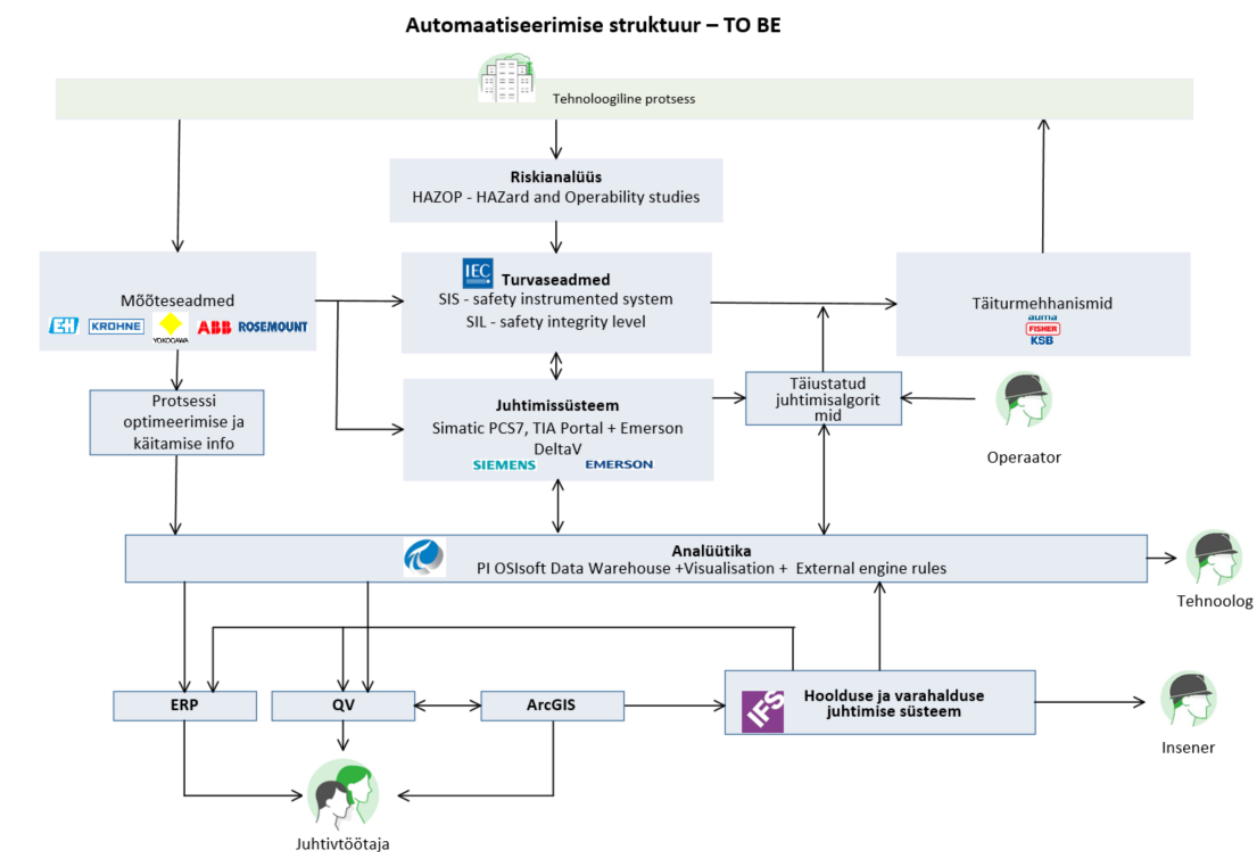 Automaatiseerimise struktuur – TO BE
Tehnoloogiline protsess
Riskianalüüs
HAZOP - HAZard and Operability studies
IEC
Turvaseadmed
SIS - safety instrumented system
SIL - safety integrity level
Mõõteseadmed
EH
KROHNE
YOKOGAWA
ABB
ROSEMOUNT
Täiturmehhanismid
auma
FISHER
KSB
Protsessi
optimeerimise ja
käitamise info
Juhtimissüsteem
Simatic PCS7, TIA Portal + Emerson
DeltaV
SIEMENS
EMERSON
Täiustatud
juhtimisalgorit
mid
Operaator
Analüütika
PI OSIsoft Data Warehouse +Visualisation + External engine rules
Tehnoolog
ERP
QV
ArcGIS
IFS
Hoolduse ja varahalduse
juhtimise süsteem
Insener
Juhtivtöötaja